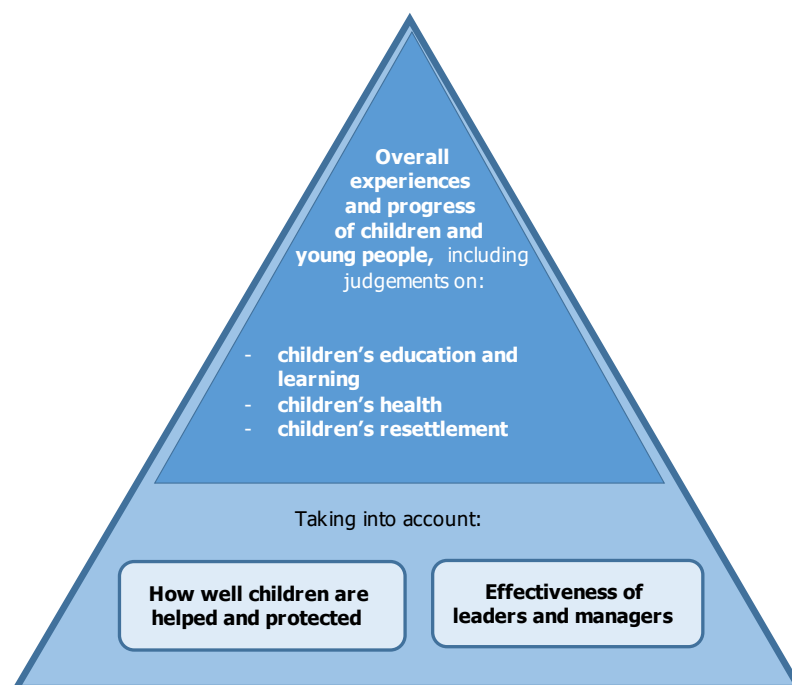 Overall
experiences
and progress
of children and
young people, including
judgements on:
- children’s education and
learning
- children’s health
- children’s resettlement
Taking into account:
How well children are
helped and protected
Effectiveness of
leaders and managers